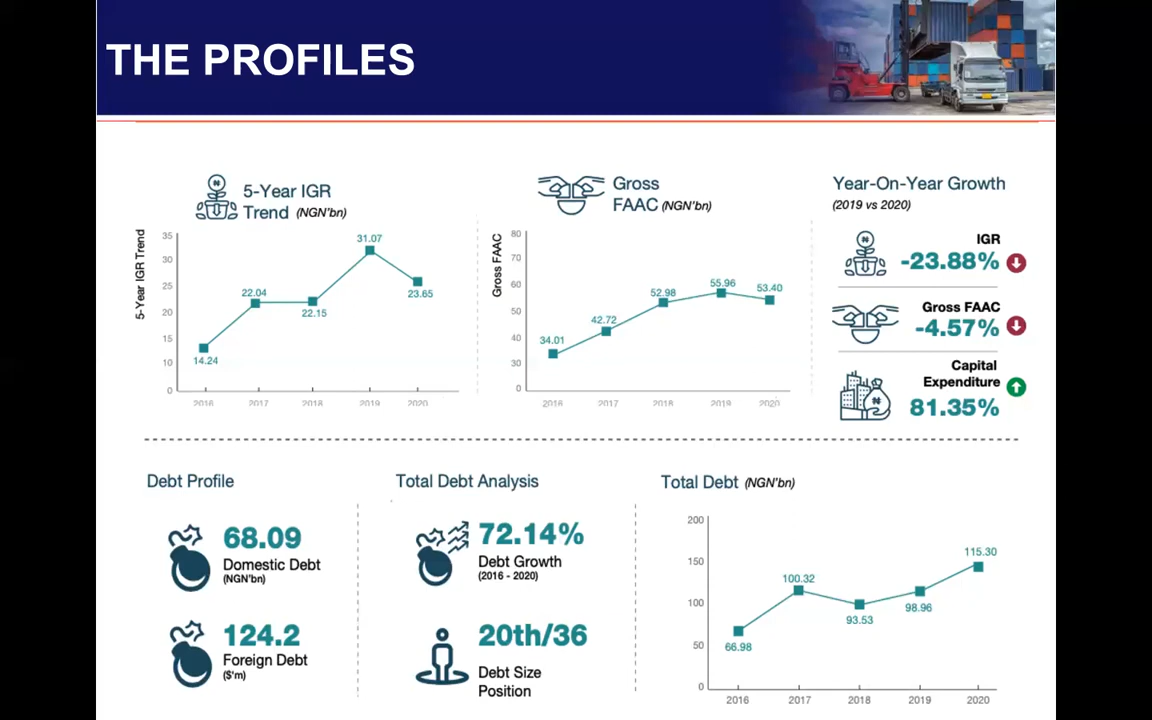 THE PROFILES
5-Year IGR
Trend (NGN'bn)
5-Year IGR Trend
35
30
25
20
15
10
0
14.24
22.04
22.15
31.07
23.65
2016
2017
2018
2019
2020
Gross
FAAC (NGN'bn)
Gross FAAC
80
70
60
50
40
30
0
34.01
42.72
52.98
55.96
53.40
2016
2017
2018
2019
2020
Year-On-Year Growth
(2019 vs 2020)
IGR
-23.88%
Gross FAAC
-4.57%
Capital
Expenditure
81.35%
Debt Profile
68.09
Domestic Debt
(NGN'bn)
124.2
Foreign Debt
($'m)
Total Debt Analysis
72.14%
Debt Growth
(2016 - 2020)
20th/36
Debt Size
Position
Total Debt (NGN'bn)
200
150
100
50
0
66.98
100.32
93.53
98.96
115.30
2016
2017
2018
2019
2020